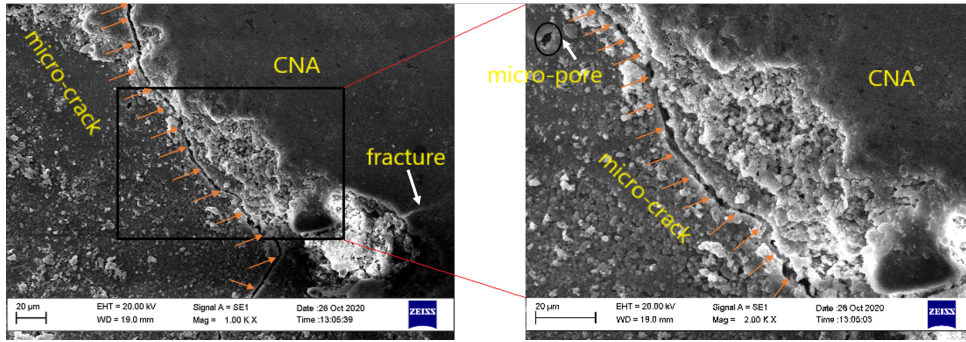 micro-crack
CNA
fracture
20 µm
EHT = 20.00 kV
WD = 19.0 mm
Signal A = SE1
Mag = 1.00 K X
Date :26 Oct 2020
Time :13:05:39
ZEISS
micro-pore
CNA
micro-crack
20 µm
EHT = 20.00 kV
WD = 19.0 mm
Signal A = SE1
Mag = 2.00 K X
Date :26 Oct 2020
Time :13:05:03
ZEISS